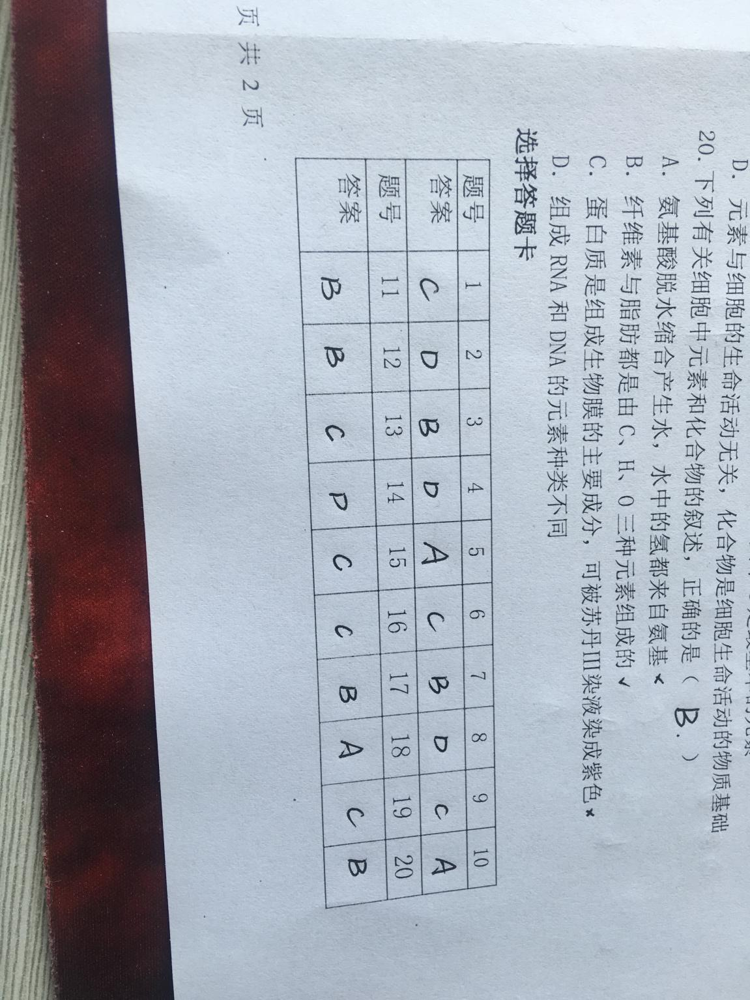 D. 元素与细胞的生命活动无关，化合物是细胞生命活动的物质基础
20. 下列有关细胞中元素和化合物的叙述，正确的是（ B. ）
A. 氨基酸脱水缩合产生水，水中的氢都来自氨基 ×
B. 纤维素与脂肪都是由 C、H、O 三种元素组成的 ✓
C. 蛋白质是组成生物膜的主要成分，可被苏丹III染液染成紫色 ×
D. 组成 RNA 和 DNA 的元素种类不同
选择答题卡
题号 1 2 3 4 5 6 7 8 9 10
答案 C D B D A C B D C A
题号 11 12 13 14 15 16 17 18 19 20
答案 B B C D C C B A C B
页 共 2 页